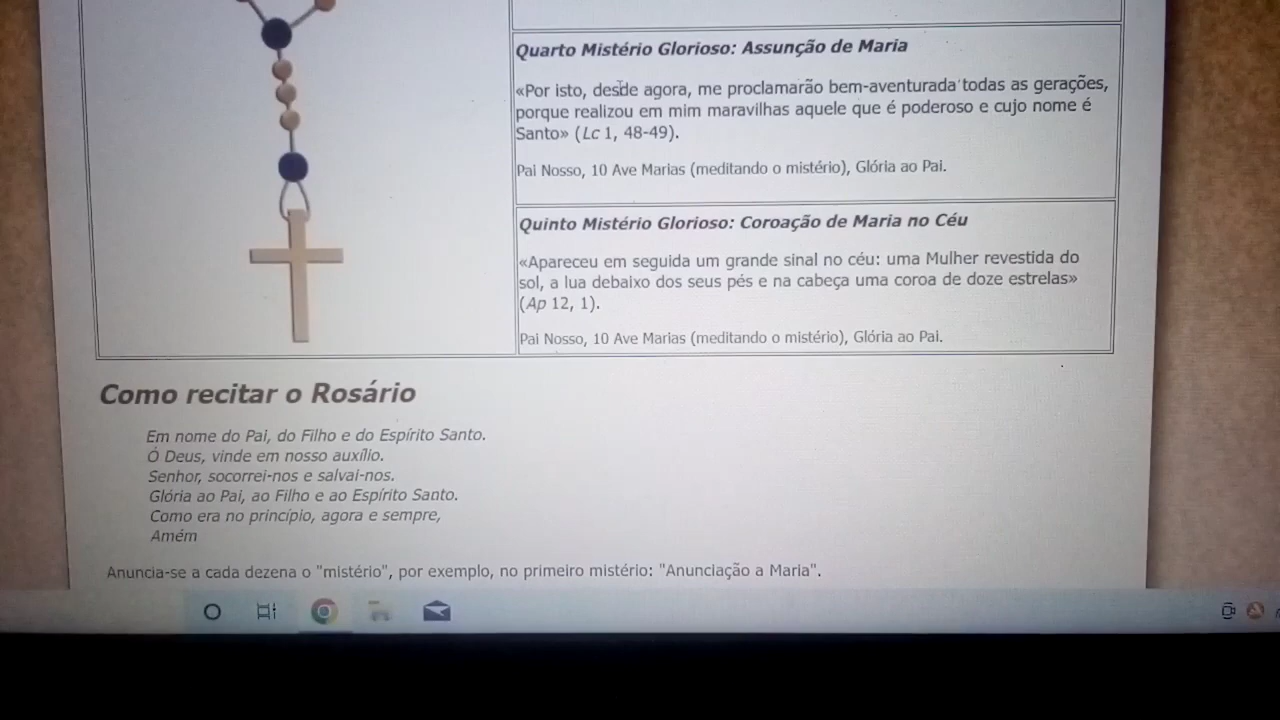 Quarto Mistério Glorioso: Assunção de Maria
«Por isto, desde agora, me proclamarão bem-aventurada todas as gerações,
porque realizou em mim maravilhas aquele que é poderoso e cujo nome é
Santo» (Lc 1, 48-49).
Pai Nosso, 10 Ave Marias (meditando o mistério), Glória ao Pai.
Quinto Mistério Glorioso: Coroação de Maria no Céu
«Apareceu em seguida um grande sinal no céu: uma Mulher revestida do
sol, a lua debaixo dos seus pés e na cabeça uma coroa de doze estrelas»
(Ap 12, 1).
Pai Nosso, 10 Ave Marias (meditando o mistério), Glória ao Pai.
Como recitar o Rosário
Em nome do Pai, do Filho e do Espírito Santo.
Ó Deus, vinde em nosso auxílio.
Senhor, socorrei-nos e salvai-nos.
Glória ao Pai, ao Filho e ao Espírito Santo.
Como era no princípio, agora e sempre,
Amém
Anuncia-se a cada dezena o "mistério", por exemplo, no primeiro mistério: "Anunciação a Maria".